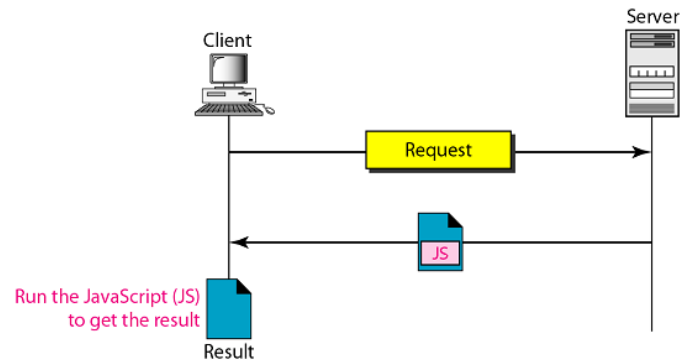 Server
Client
Request
JS
Run the JavaScript (JS)
to get the result
Result